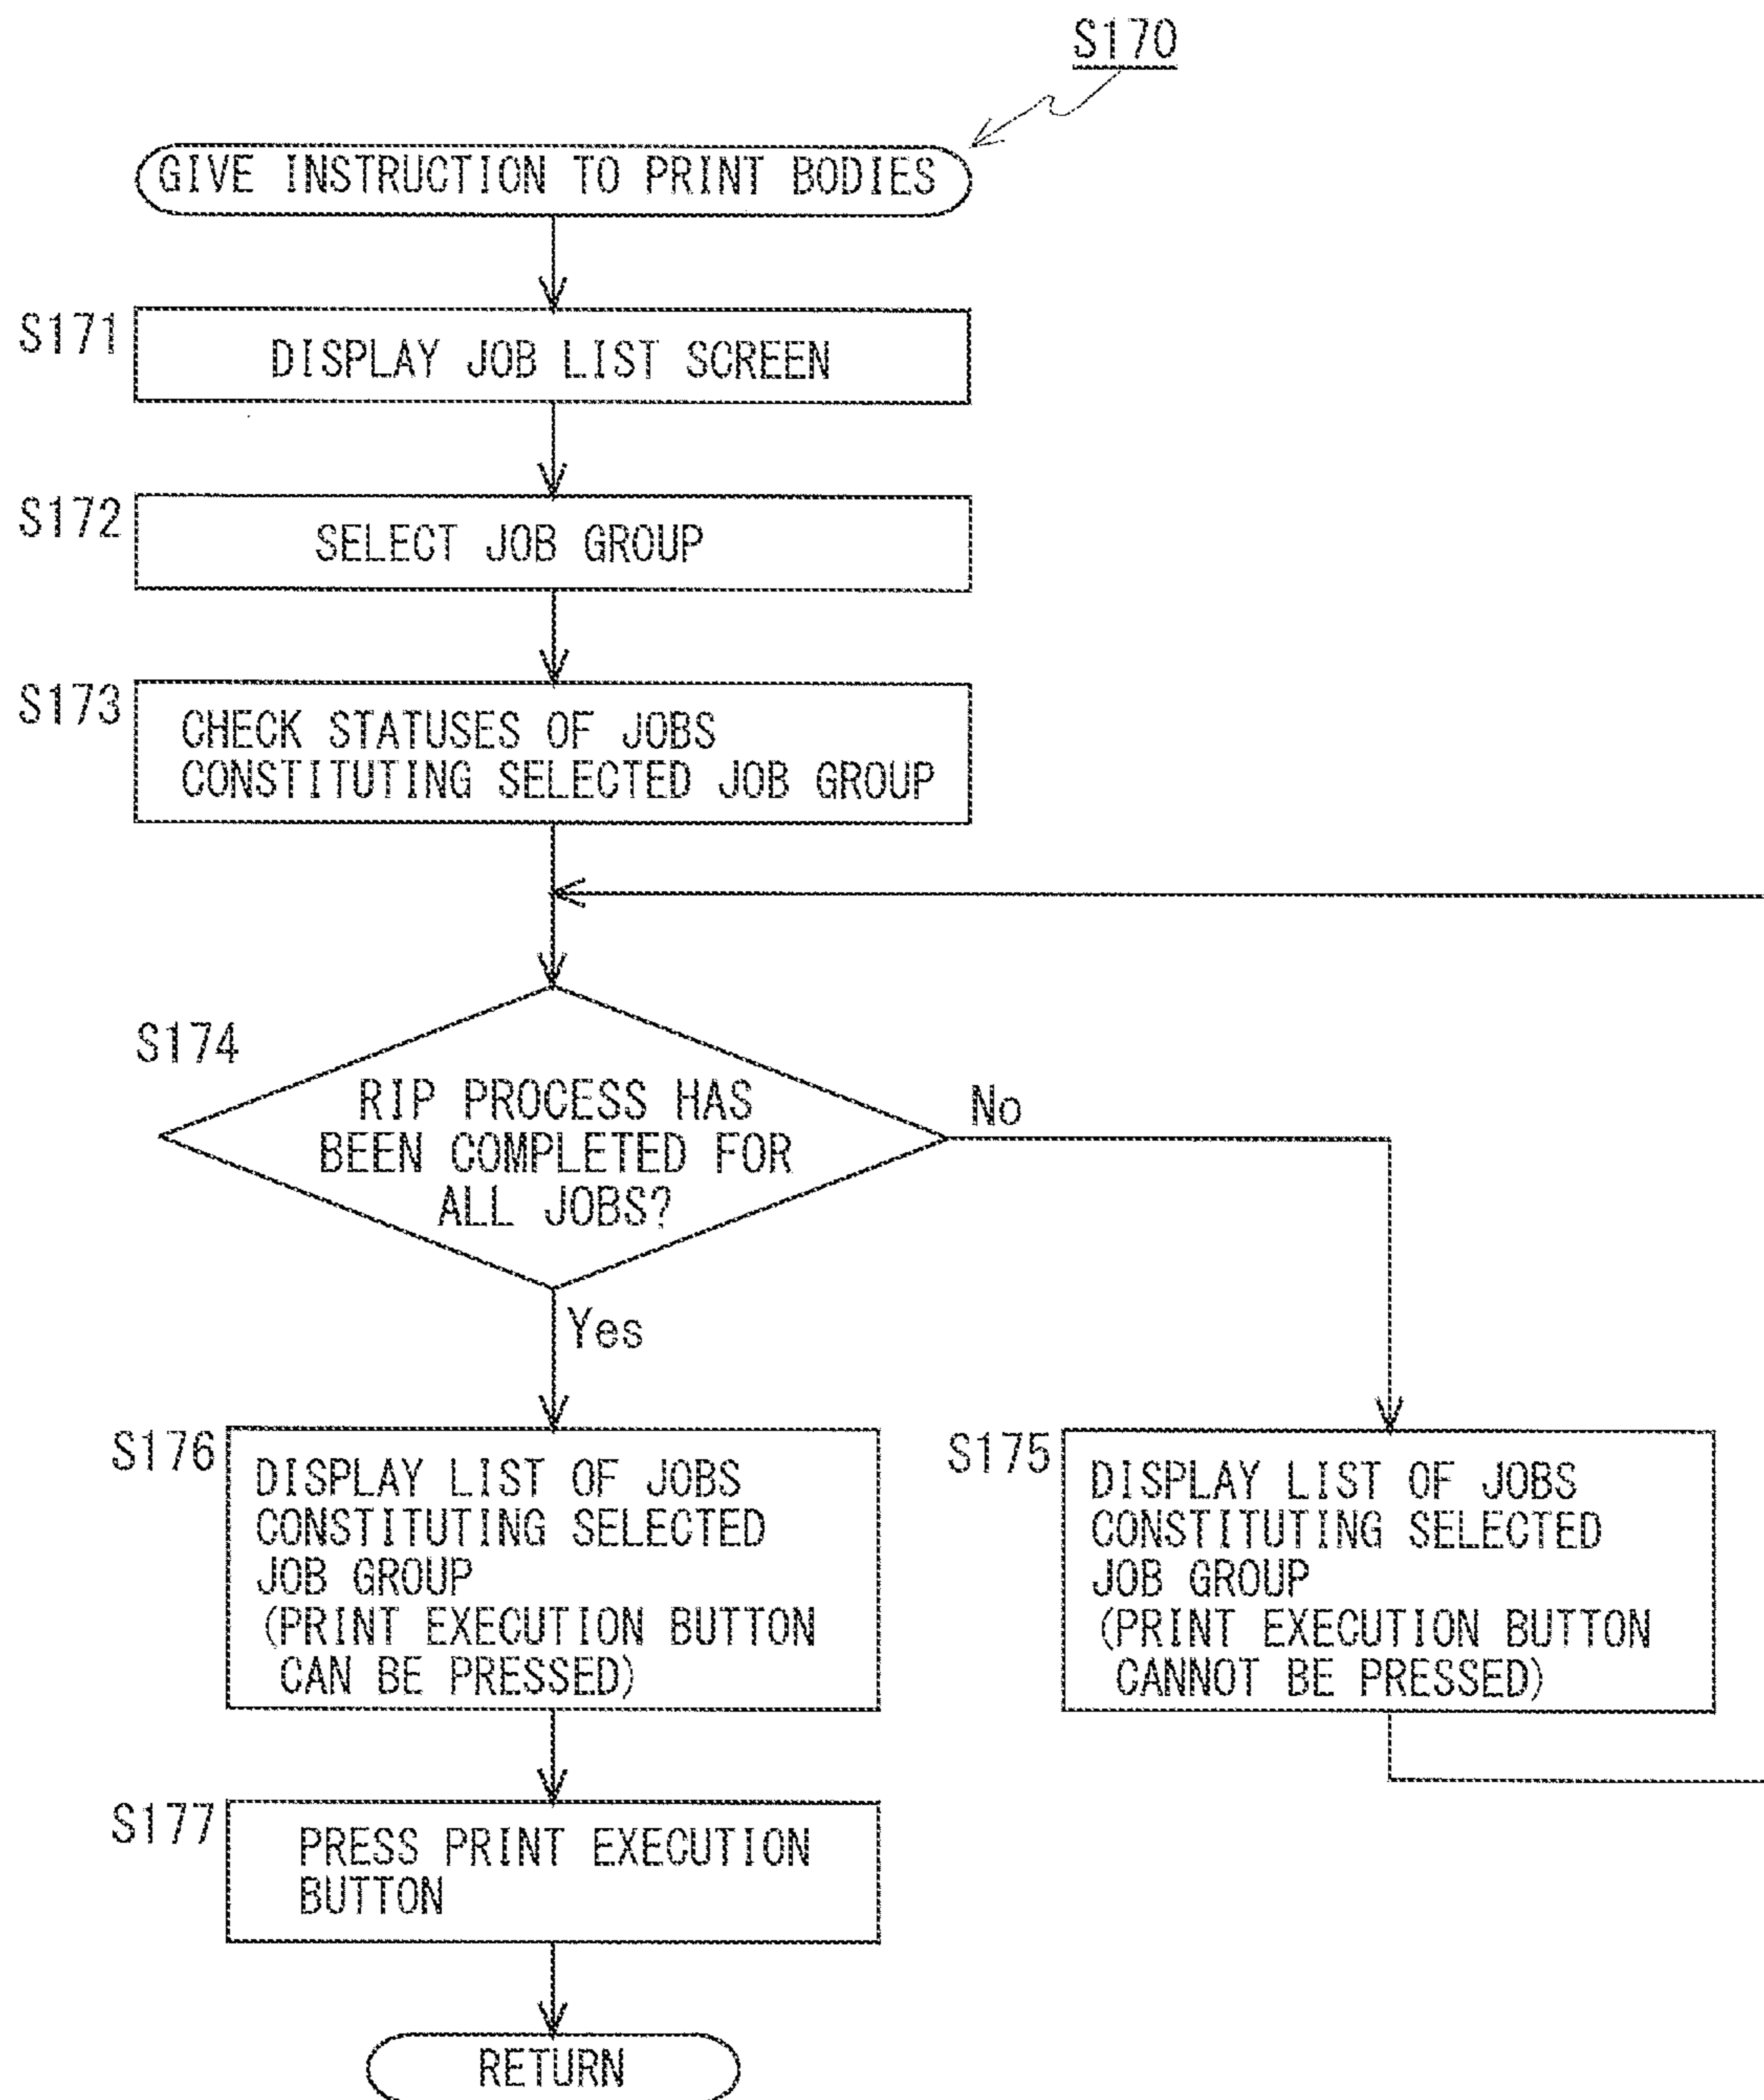 S170
GIVE INSTRUCTION TO PRINT BODIES
S171
DISPLAY JOB LIST SCREEN
S172
SELECT JOB GROUP
S173
CHECK STATUSES OF JOBS
CONSTITUTING SELECTED JOB GROUP
S174
RIP PROCESS HAS
BEEN COMPLETED FOR
ALL JOBS?
No
Yes
S176
DISPLAY LIST OF JOBS
CONSTITUTING SELECTED
JOB GROUP
(PRINT EXECUTION BUTTON
CAN BE PRESSED)
S175
DISPLAY LIST OF JOBS
CONSTITUTING SELECTED
JOB GROUP
(PRINT EXECUTION BUTTON
CANNOT BE PRESSED)
S177
PRESS PRINT EXECUTION
BUTTON
RETURN